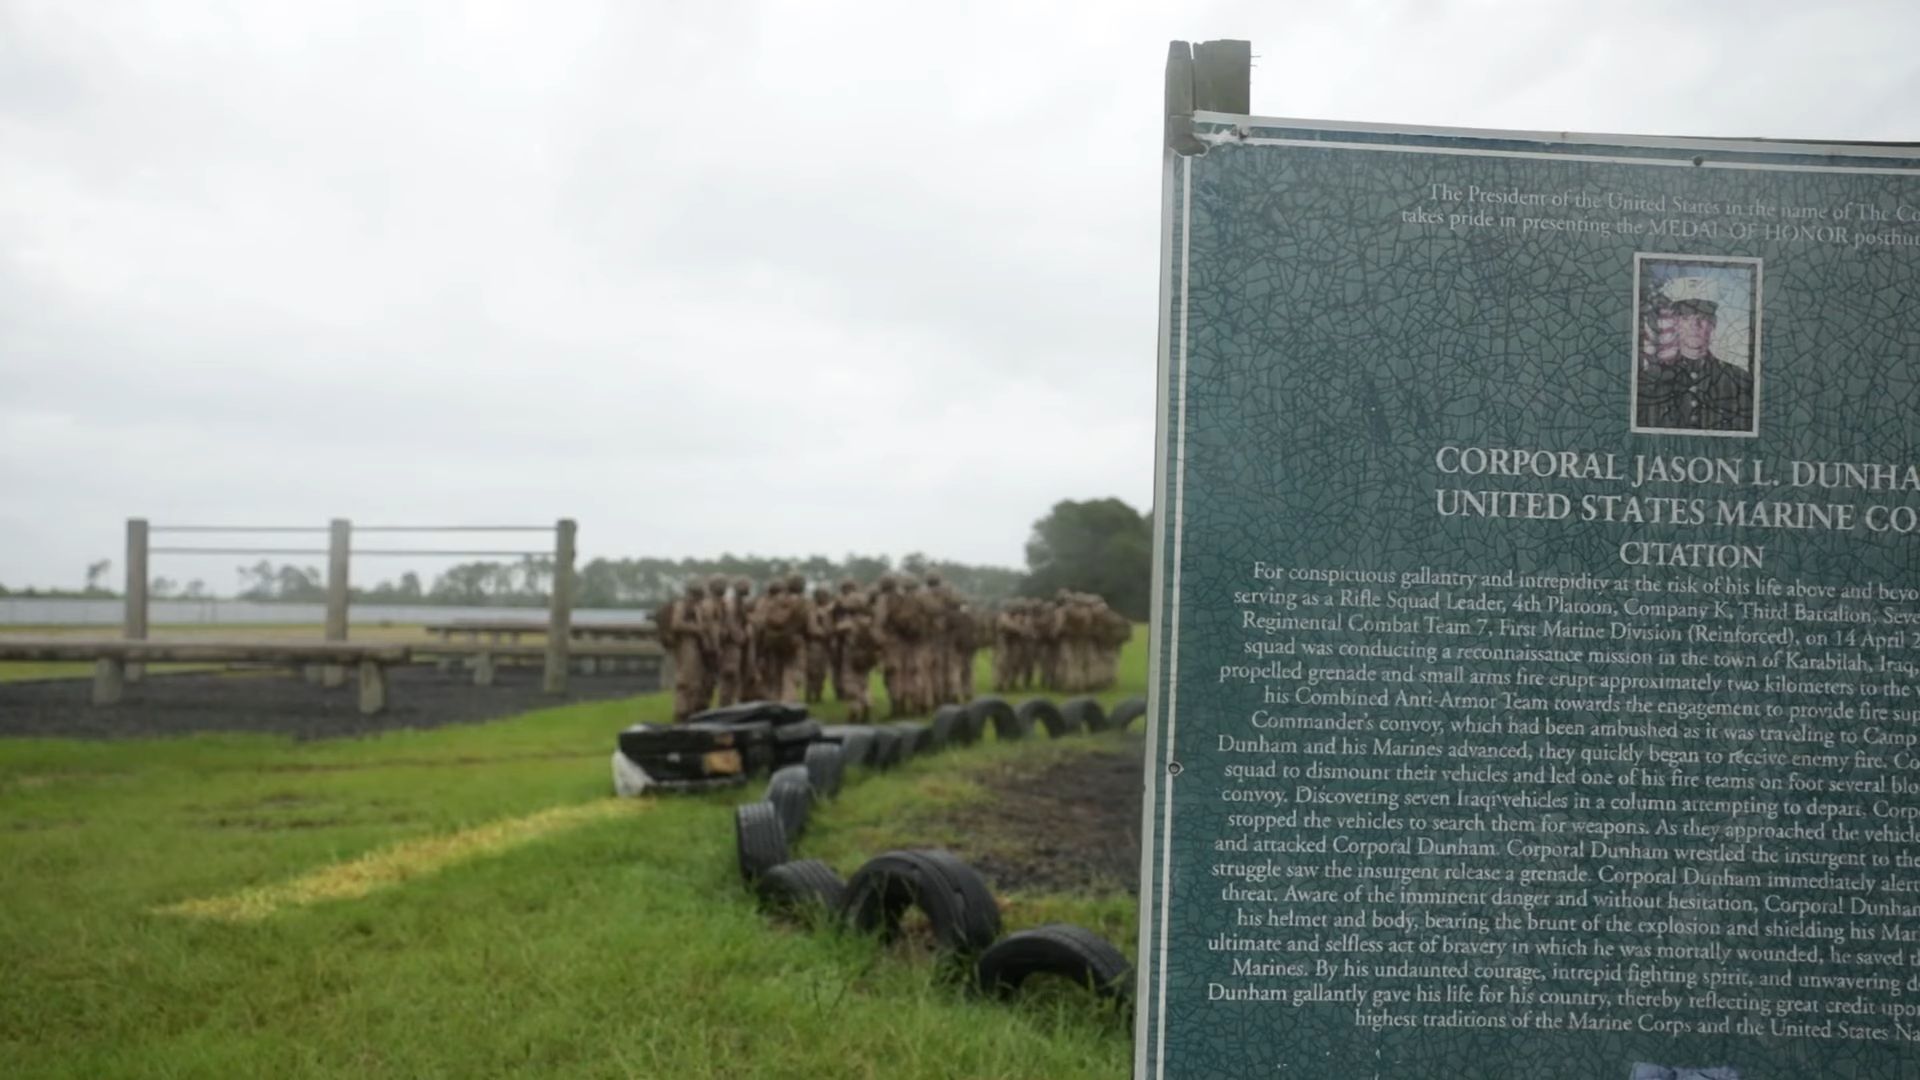 The President of the United States in the name of The Co
takes pride in presenting the MEDAL OF HONOR posthu
CORPORAL JASON L. DUNHA
UNITED STATES MARINE CO
CITATION
For conspicuous gallantry and intrepidity at the risk of his life above and beyo
serving as a Rifle Squad Leader, 4th Platoon, Company K, Third Battalion, Seve
Regimental Combat Team 7, First Marine Division (Reinforced), on 14 April 2
squad was conducting a reconnaissance mission in the town of Karabilah, Iraq,
propelled grenade and small arms fire erupt approximately two kilometers to the w
his Combined Anti-Armor Team towards the engagement to provide fire sup
Commander's convoy, which had been ambushed as it was traveling to Camp
Dunham and his Marines advanced, they quickly began to receive enemy fire. Co
squad to dismount their vehicles and led one of his fire teams on foot several blo
convoy. Discovering seven Iraqi vehicles in a column attempting to depart, Corp
stopped the vehicles to search them for weapons. As they approached the vehicle
and attacked Corporal Dunham. Corporal Dunham wrestled the insurgent to the
struggle saw the insurgent release a grenade. Corporal Dunham immediately alert
threat. Aware of the imminent danger and without hesitation, Corporal Dunham
his helmet and body, bearing the brunt of the explosion and shielding his Mar
ultimate and selfless act of bravery in which he was mortally wounded, he saved t
Marines. By his undaunted courage, intrepid fighting spirit, and unwavering d
Dunham gallantly gave his life for his country, thereby reflecting great credit upon
highest traditions of the Marine Corps and the United States Na